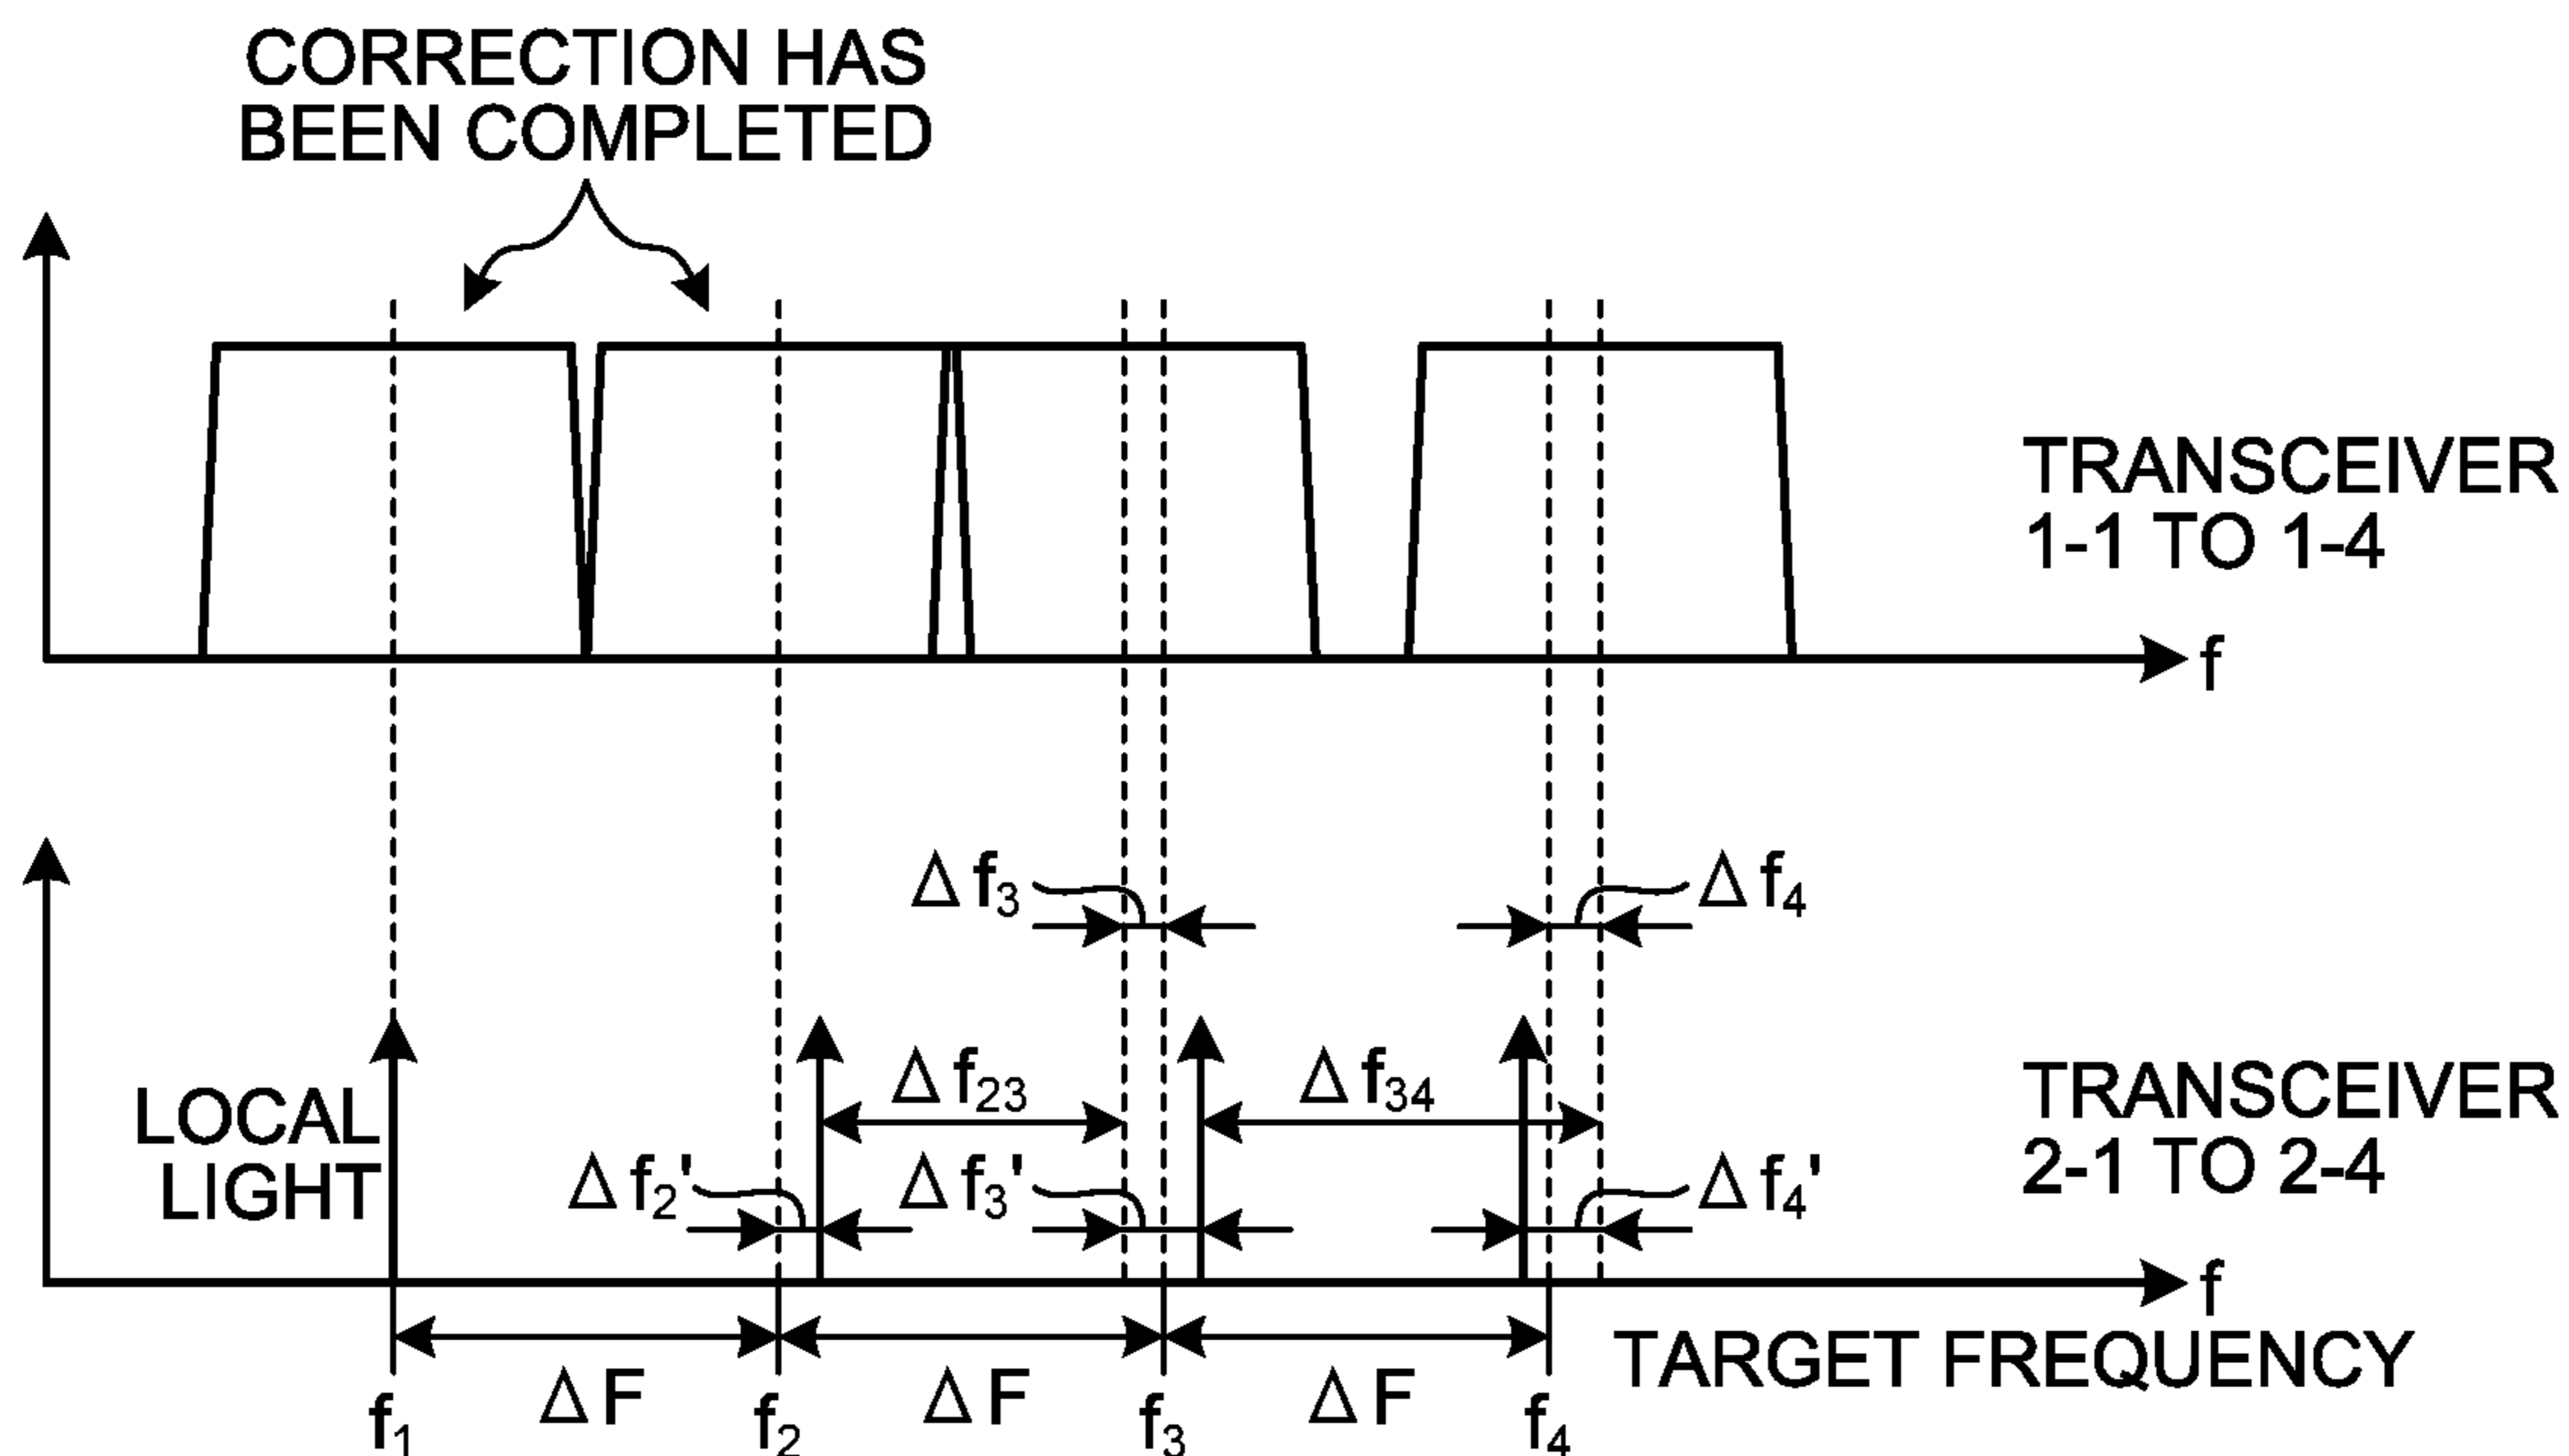 CORRECTION HAS
BEEN COMPLETED
TRANSCEIVER
1-1 TO 1-4
f
Δf₃
Δf₄
LOCAL
LIGHT
Δf₂₃
Δf₃₄
TRANSCEIVER
2-1 TO 2-4
Δf₂'
Δf₃'
Δf₄'
f
TARGET FREQUENCY
ΔF
ΔF
ΔF
f₁
f₂
f₃
f₄